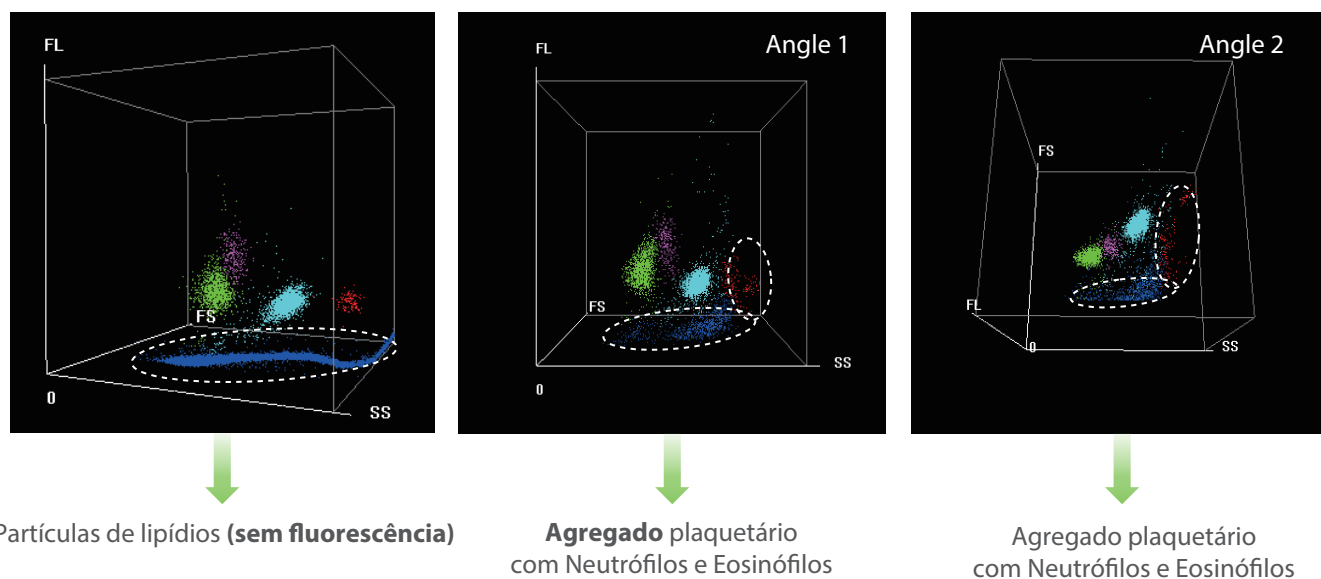 FL
FS
0
SS
Angle 1
FL
FS
0
SS
Angle 2
FS
FL
0
SS
Partículas de lipídios (sem fluorescência)
Agregado plaquetário
com Neutrófilos e Eosinófilos
Agregado plaquetário
com Neutrófilos e Eosinófilos